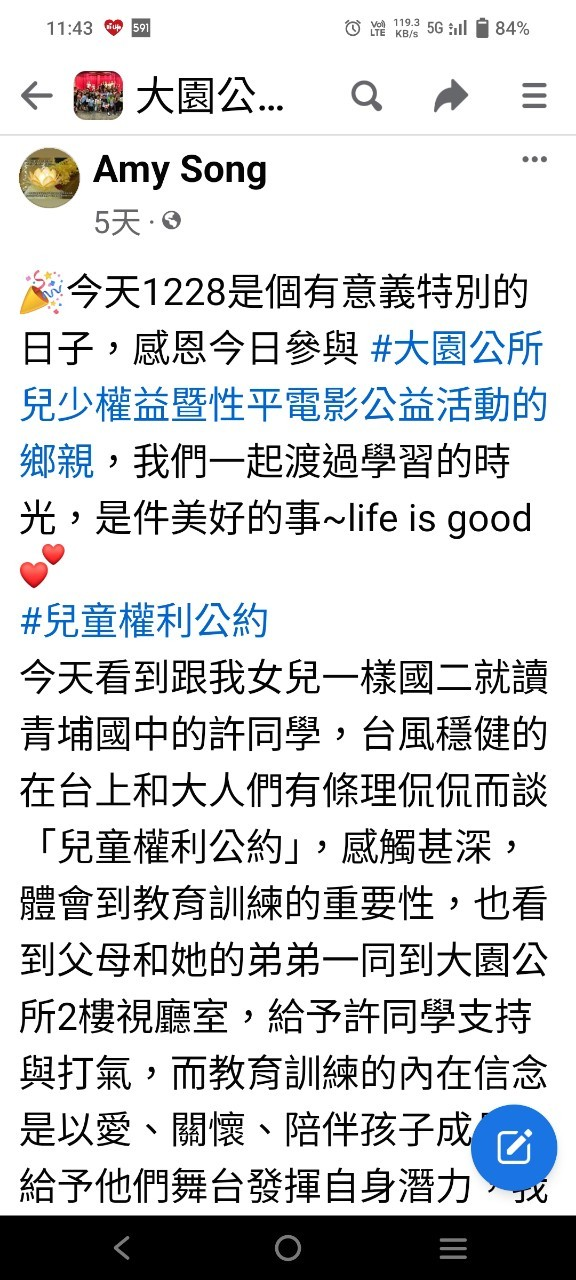 11:43 591 Vo) LTE 119.3 KB/s 5G 84%
大園公...
Amy Song
5天
今天1228是個有意義特別的
日子，感恩今日參與 #大園公所
兒少權益暨性平電影公益活動的
鄉親，我們一起渡過學習的時
光，是件美好的事~life is good
#兒童權利公約
今天看到跟我女兒一樣國二就讀
青埔國中的許同學，台風穩健的
在台上和大人們有條理侃侃而談
「兒童權利公約」，感觸甚深，
體會到教育訓練的重要性，也看
到父母和她的弟弟一同到大園公
所2樓視廳室，給予許同學支持
與打氣，而教育訓練的內在信念
是以愛、關懷、陪伴孩子成
給予他們舞台發揮自身潛力，我